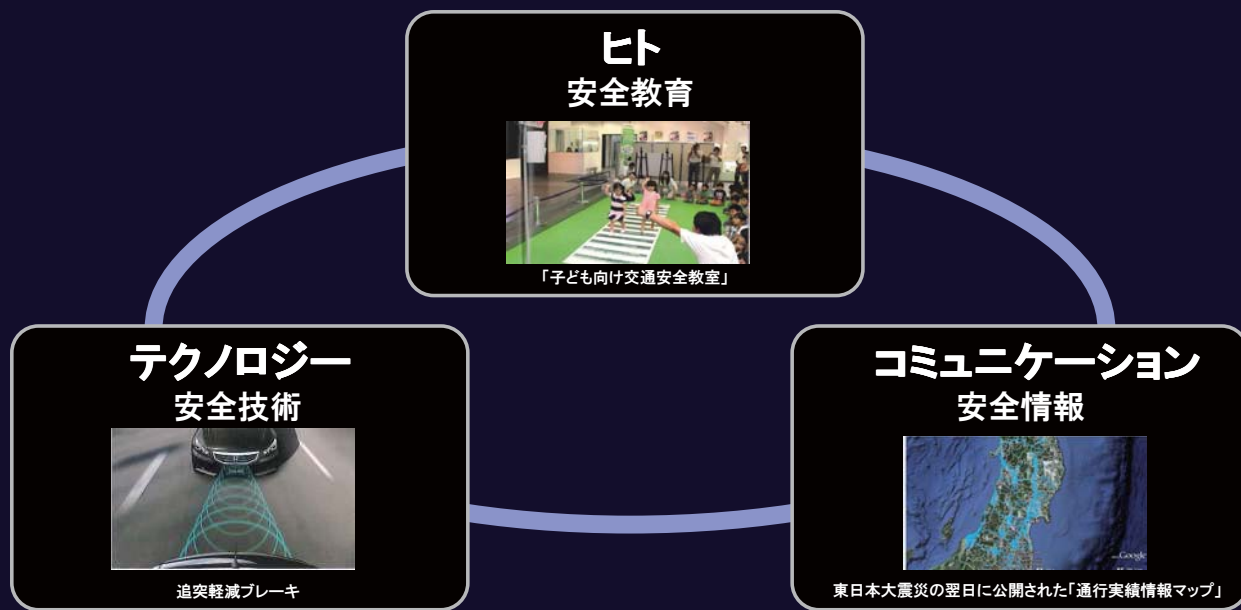 ヒト
安全教育
「子ども向け交通安全教室」
テクノロジー
安全技術
追突軽減ブレーキ
コミュニケーション
安全情報
Google
東日本大震災の翌日に公開された「通行実績情報マップ」